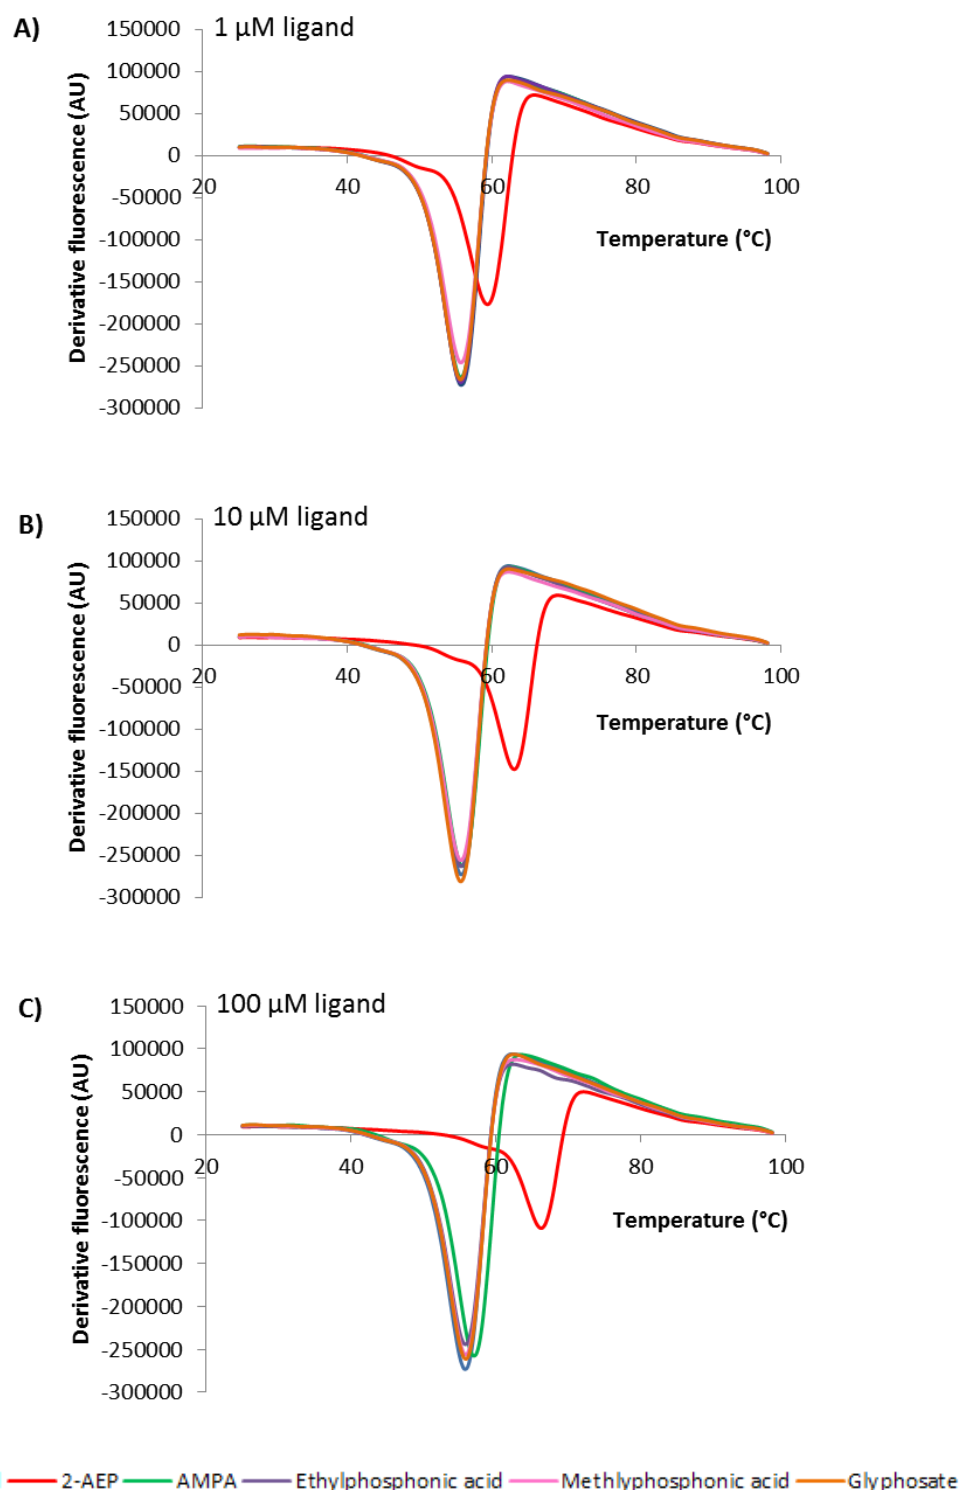 A)
1 µM ligand
Derivative fluorescence (AU)
150000
100000
50000
0
-50000
-100000
-150000
-200000
-250000
-300000
20 40 60 80 100
Temperature (°C)
B)
10 µM ligand
Derivative fluorescence (AU)
150000
100000
50000
0
-50000
-100000
-150000
-200000
-250000
-300000
20 40 60 80 100
Temperature (°C)
C)
100 µM ligand
Derivative fluorescence (AU)
150000
100000
50000
0
-50000
-100000
-150000
-200000
-250000
-300000
20 40 60 80 100
Temperature (°C)
2-AEP AMPA Ethylphosphonic acid Methlyphosphonic acid Glyphosate